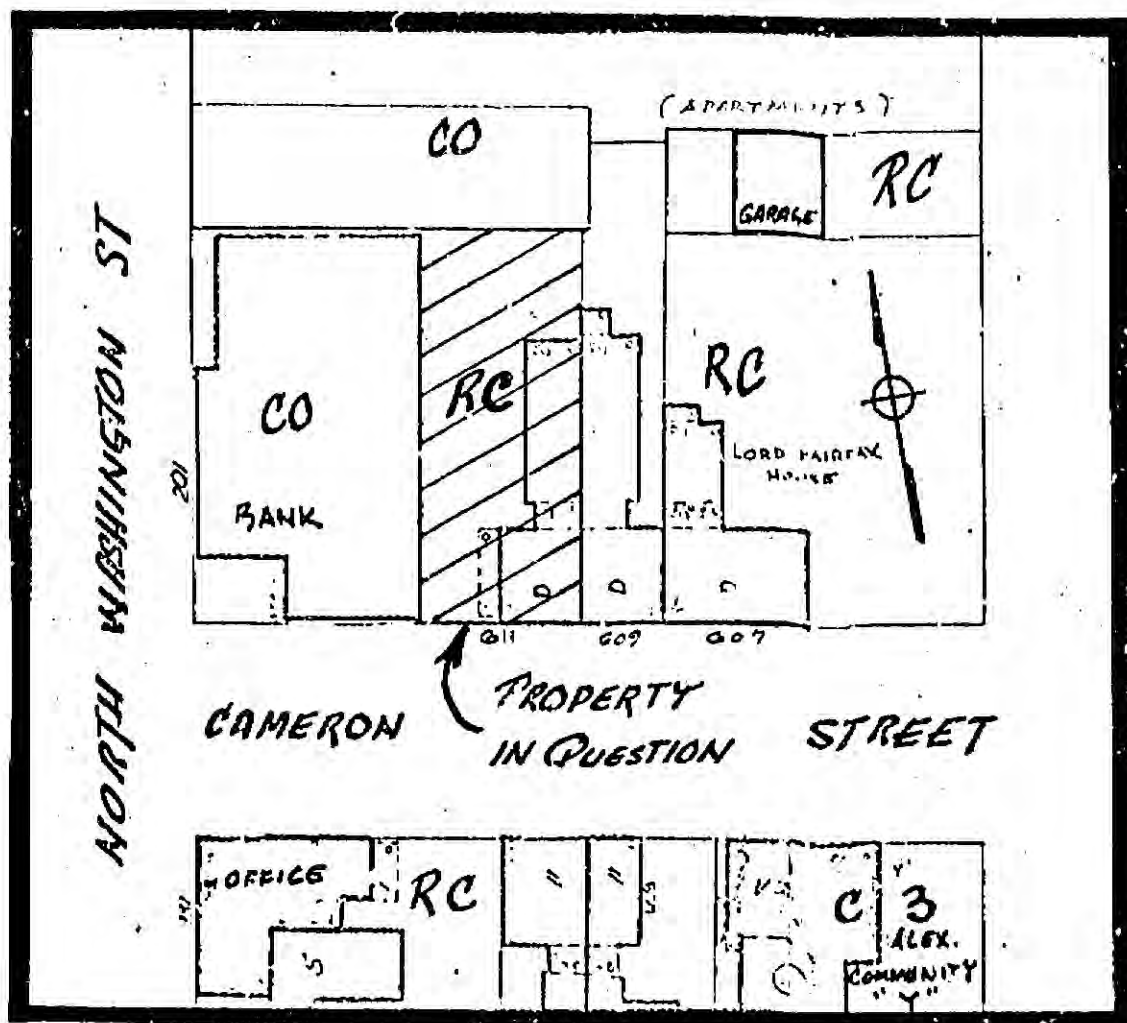 (APARTMENTS)
CO
RC
GARAGE
NORTH WASHINGTON ST
201
CO
BANK
RC
RC
LORD FAIRFAX
HOUSE
D
D
D
611
609
607
PROPERTY
IN QUESTION
CAMERON
STREET
OFFICE
RC
S
C
3
ALEX.
COMMUNITY
"Y"